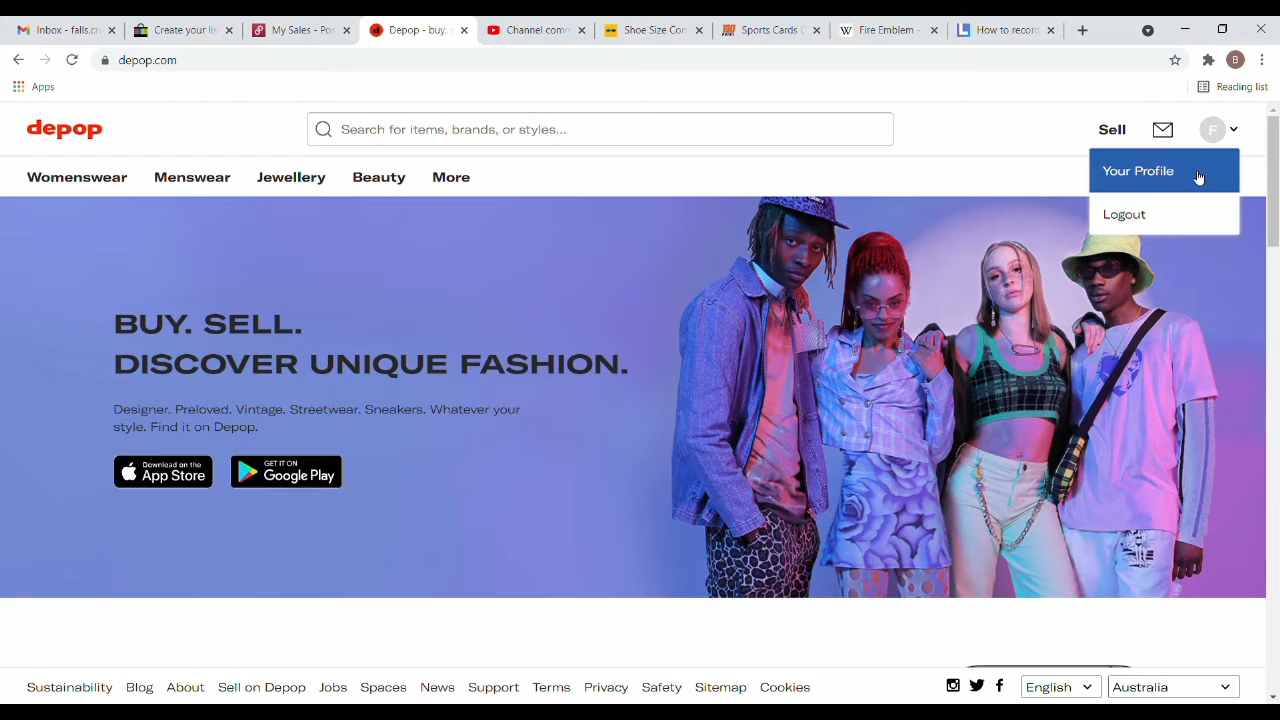 Inbox - falls.cr
Create your lis
My Sales - Pos
Depop - buy, s
Channel comm
Shoe Size Con
Sports Cards C
Fire Emblem -
How to record
depop.com
B
Apps
Reading list
depop
Search for items, brands, or styles...
Sell
F
Womenswear
Menswear
Jewellery
Beauty
More
Your Profile
Logout
BUY. SELL.
DISCOVER UNIQUE FASHION.
Designer. Preloved. Vintage. Streetwear. Sneakers. Whatever your
style. Find it on Depop.
Download on the
App Store
GET IT ON
Google Play
Sustainability
Blog
About
Sell on Depop
Jobs
Spaces
News
Support
Terms
Privacy
Safety
Sitemap
Cookies
English
Australia